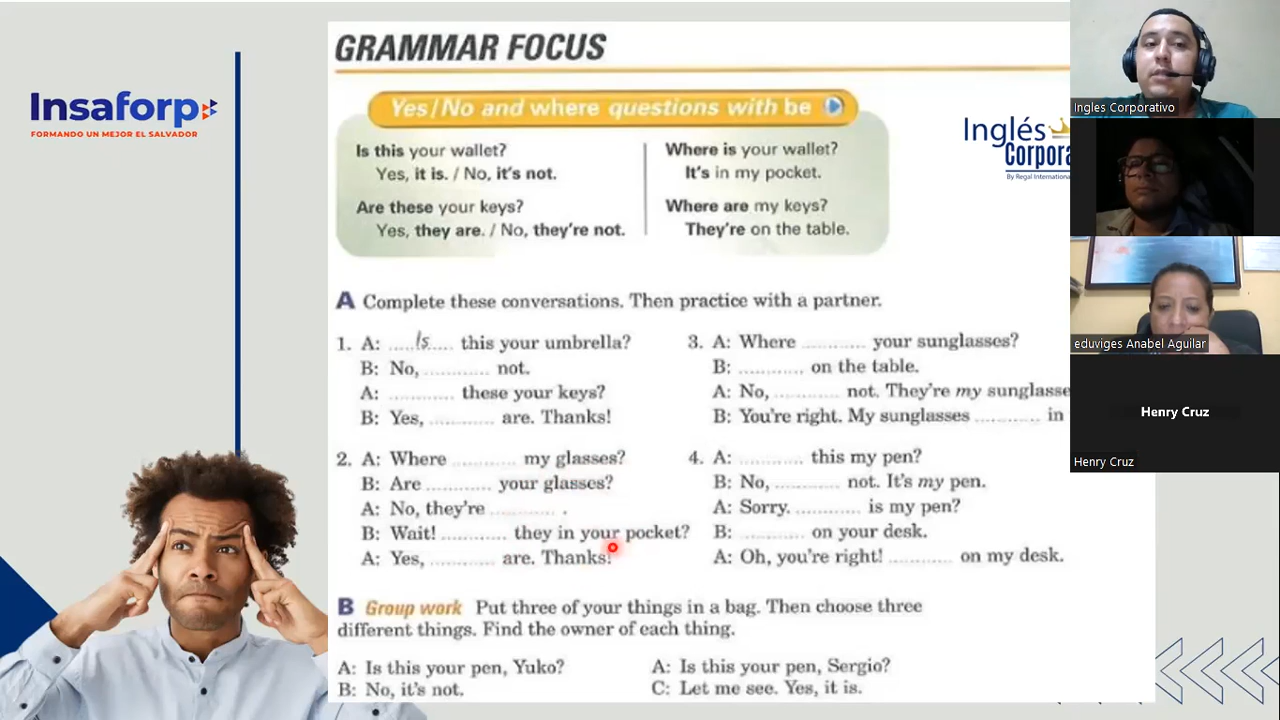 GRAMMAR FOCUS
Insaforp
FORMANDO UN MEJOR EL SALVADOR
Yes/No and where questions with be
Inglés
Corpora
By Regal International
Is this your wallet?
Yes, it is. / No, it's not.
Are these your keys?
Yes, they are. / No, they're not.
Where is your wallet?
It's in my pocket.
Where are my keys?
They're on the table.
A Complete these conversations. Then practice with a partner.
1. A: ....Is.... this your umbrella?
B: No, ............ not.
A: ............ these your keys?
B: Yes, ............ are. Thanks!
2. A: Where ............ my glasses?
B: Are ............ your glasses?
A: No, they're ............ .
B: Wait! ............ they in your pocket?
A: Yes, ............ are. Thanks!
3. A: Where ............ your sunglasses?
B: ............ on the table.
A: No, ............ not. They're my sunglasse
B: You're right. My sunglasses ............ in
4. A: ............ this my pen?
B: No, ............ not. It's my pen.
A: Sorry. ............ is my pen?
B: ............ on your desk.
A: Oh, you're right! ............ on my desk.
B Group work Put three of your things in a bag. Then choose three
different things. Find the owner of each thing.
A: Is this your pen, Yuko?
B: No, it's not.
A: Is this your pen, Sergio?
C: Let me see. Yes, it is.
Ingles Corporativo
eduviges Anabel Aguilar
Henry Cruz
Henry Cruz